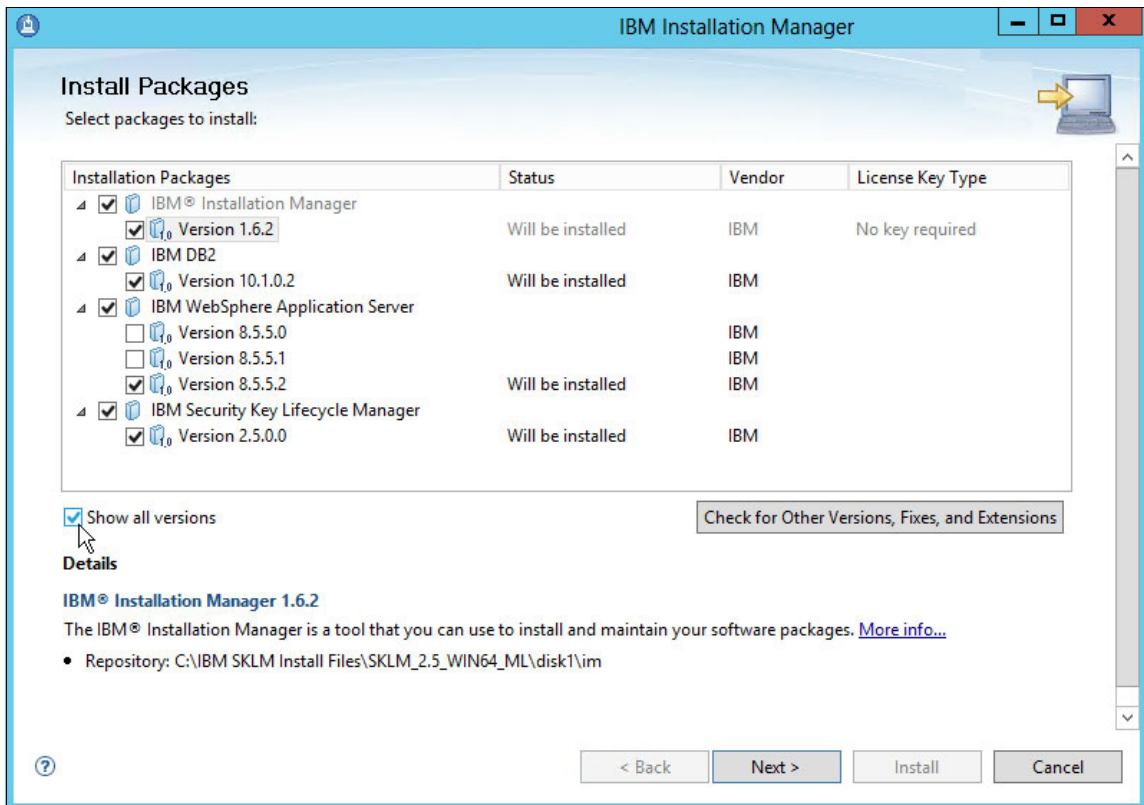 IBM Installation Manager
Install Packages
Select packages to install:
Installation Packages Status Vendor License Key Type
IBM® Installation Manager
Version 1.6.2 Will be installed IBM No key required
IBM DB2
Version 10.1.0.2 Will be installed IBM
IBM WebSphere Application Server
Version 8.5.5.0 IBM
Version 8.5.5.1 IBM
Version 8.5.5.2 Will be installed IBM
IBM Security Key Lifecycle Manager
Version 2.5.0.0 Will be installed IBM
Show all versions Check for Other Versions, Fixes, and Extensions
Details
IBM® Installation Manager 1.6.2
The IBM® Installation Manager is a tool that you can use to install and maintain your software packages. More info...
• Repository: C:\IBM SKLM Install Files\SKLM_2.5_WIN64_ML\disk1\im
? < Back Next > Install Cancel